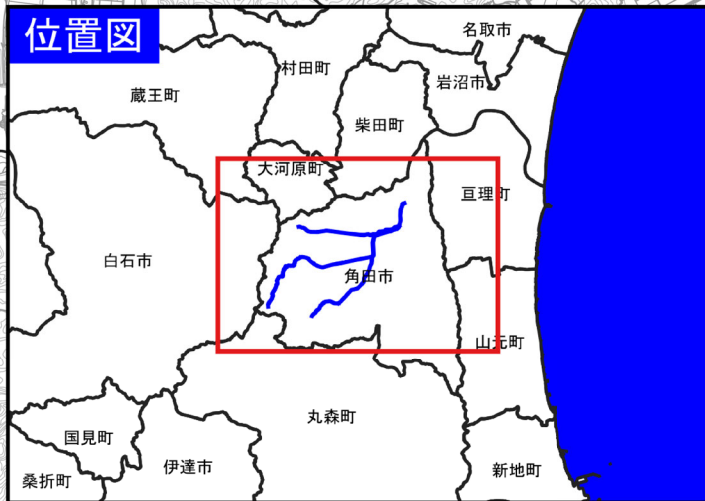 位置図
名取市
村田町
岩沼市
蔵王町
柴田町
大河原町
亘理町
白石市
角田市
山元町
丸森町
国見町
伊達市
新地町
桑折町